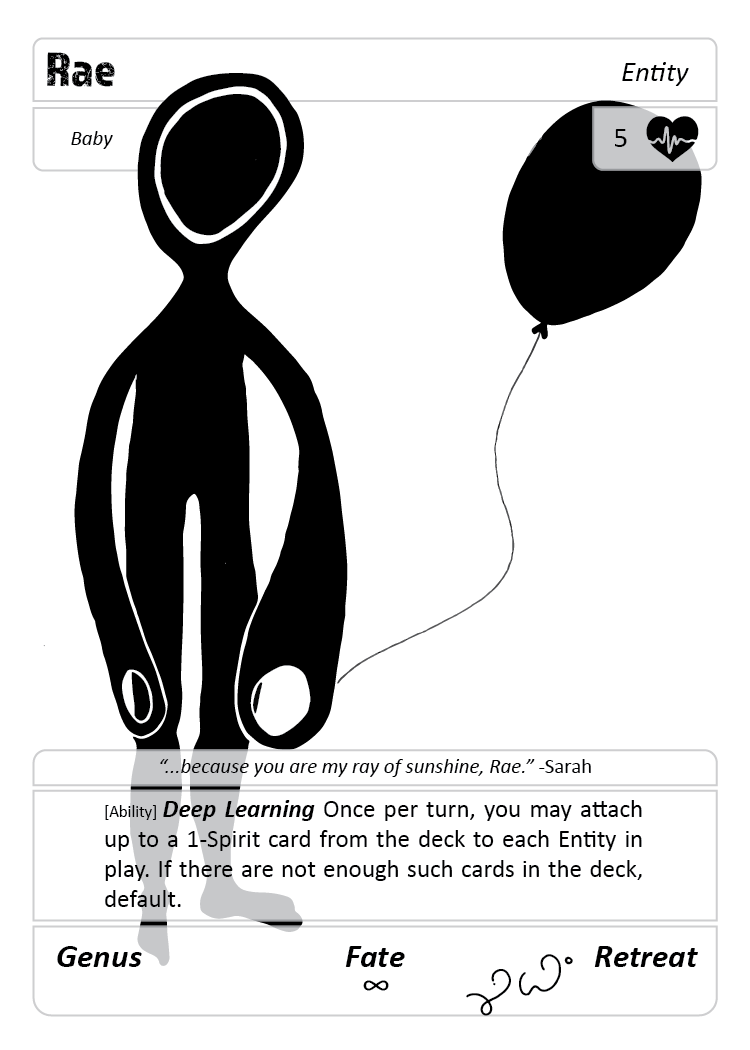 Rae
Entity
Baby
5
“...because you are my ray of sunshine, Rae.” -Sarah
[Ability] Deep Learning Once per turn, you may attach
up to a 1-Spirit card from the deck to each Entity in
play. If there are not enough such cards in the deck,
default.
Genus
Fate
Retreat
∞